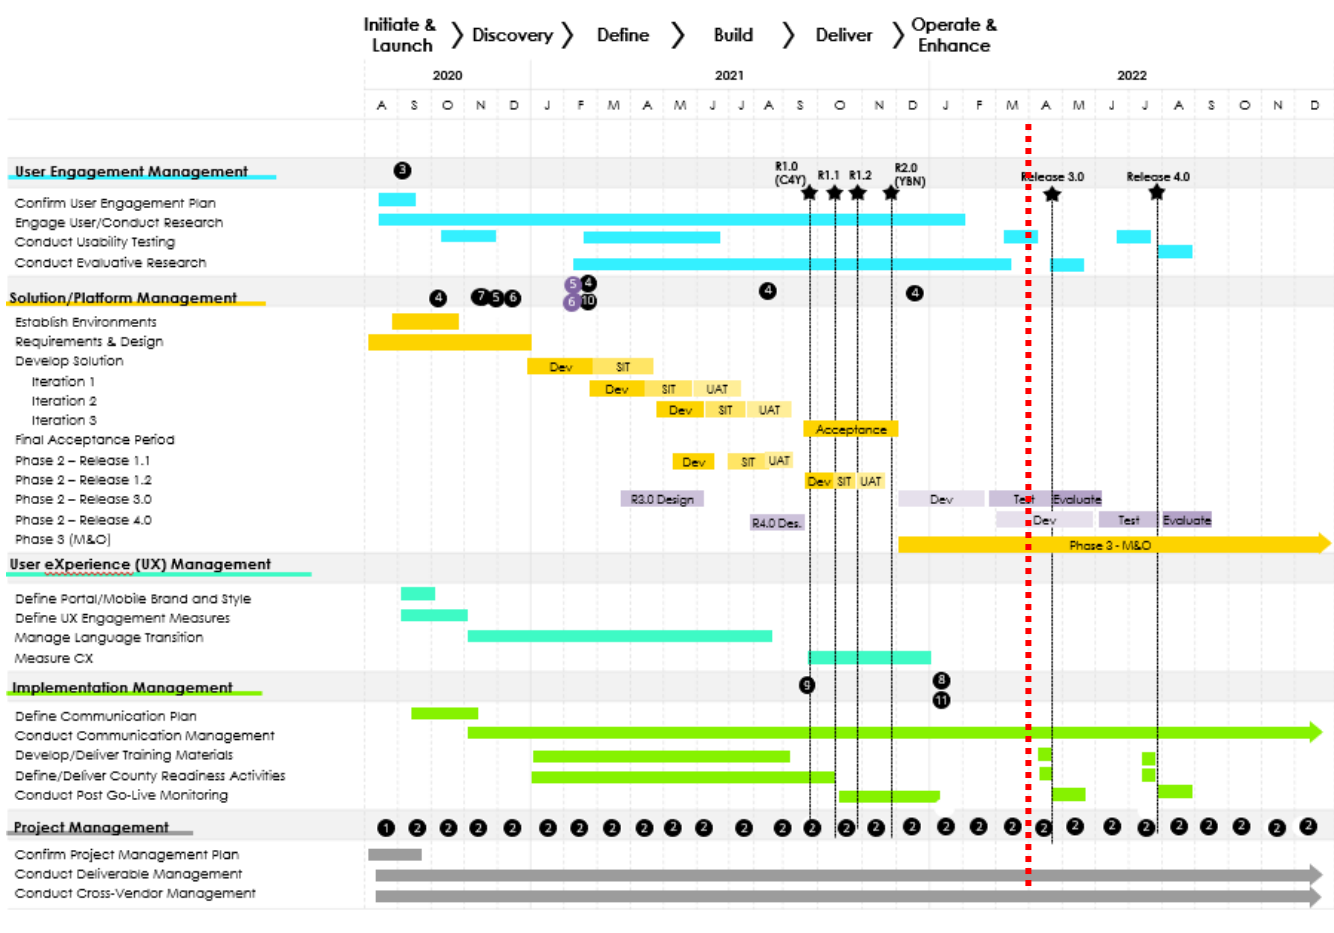 Initiate &
Launch
Discovery
Define
Build
Deliver
Operate &
Enhance
2020
2021
2022
A S O N D J F M A M J J A S O N D J F M A M J J A S O N D
User Engagement Management
3
R1.0
(C4Y)
R1.1
R1.2
R2.0
(YBN)
Release 3.0
Release 4.0
Confirm User Engagement Plan
Engage User/Conduct Research
Conduct Usability Testing
Conduct Evaluative Research
Solution/Platform Management
4 7 5 6 5 4 6 10 4 4
Establish Environments
Requirements & Design
Develop Solution
Dev SIT
Iteration 1
Dev SIT UAT
Iteration 2
Dev SIT UAT
Iteration 3
Acceptance
Final Acceptance Period
Phase 2 – Release 1.1
Dev SIT UAT
Phase 2 – Release 1.2
Dev SIT UAT
Phase 2 – Release 3.0
R3.0 Design Dev Test Evaluate
Phase 2 – Release 4.0
R4.0 Des. Dev Test Evaluate
Phase 3 (M&O)
Phase 3 - M&O
User eXperience (UX) Management
Define Portal/Mobile Brand and Style
Define UX Engagement Measures
Manage Language Transition
Measure CX
Implementation Management
9 8
11
Define Communication Plan
Conduct Communication Management
Develop/Deliver Training Materials
Define/Deliver County Readiness Activities
Conduct Post Go-Live Monitoring
Project Management
1 2 2 2 2 2 2 2 2 2 2 2 2 2 2 2 2 2 2 2 2 2 2 2 2 2 2 2 2
Confirm Project Management Plan
Conduct Deliverable Management
Conduct Cross-Vendor Management